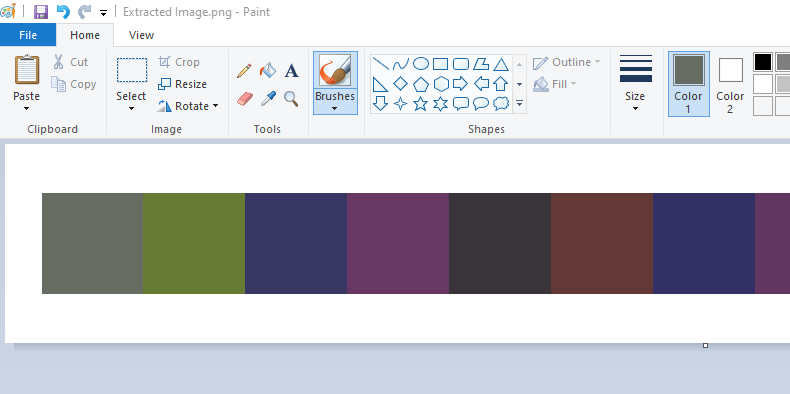 Extracted Image.png - Paint
File Home View
Paste
Cut
Copy
Clipboard
Select
Crop
Resize
Rotate
Image
A
Tools
Brushes
Shapes
Outline
Fill
Size
Color 1
Color 2